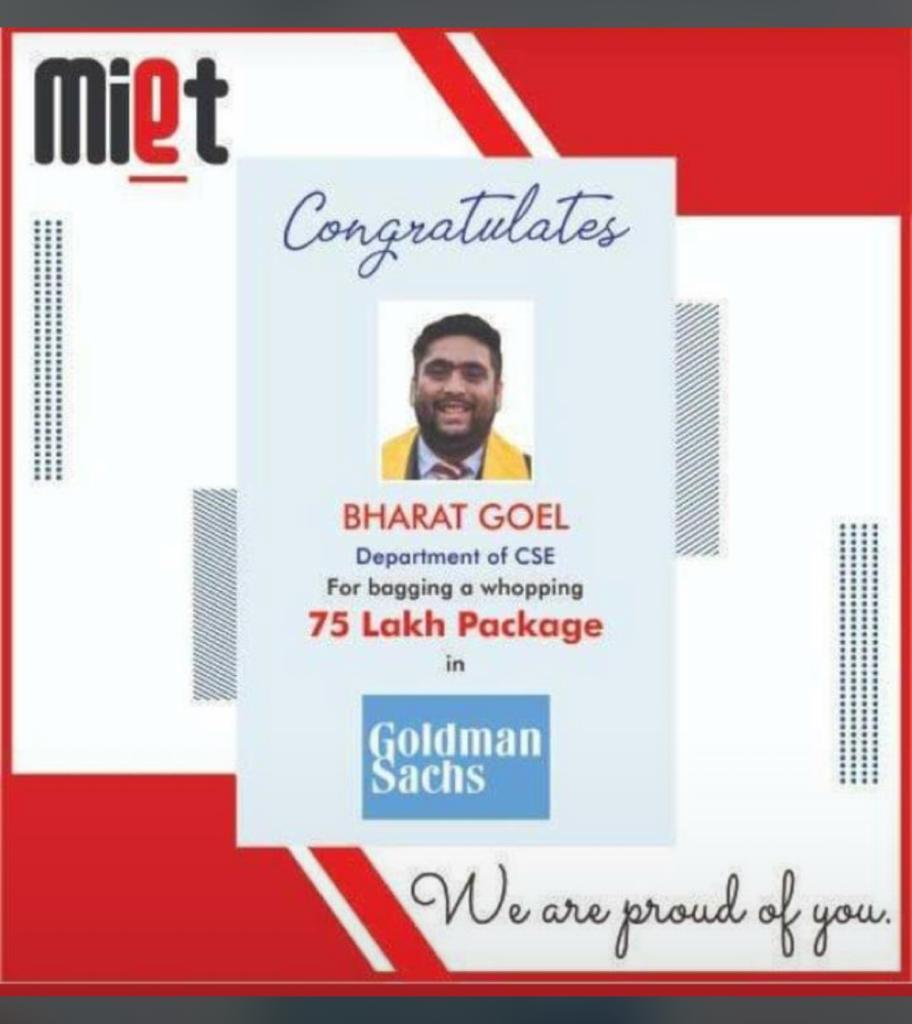 miet
Congratulates
BHARAT GOEL
Department of CSE
For bagging a whopping
75 Lakh Package
in
Goldman
Sachs
We are proud of you.